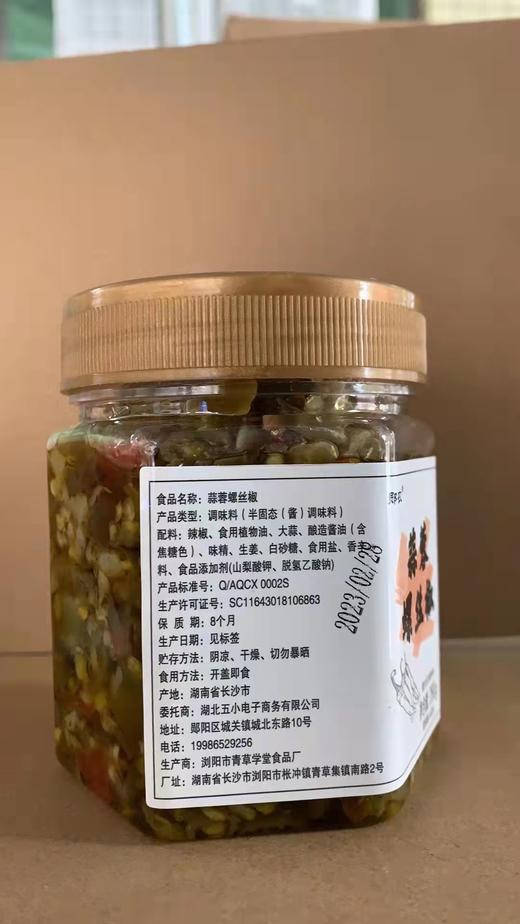 食品名称：蒜蓉螺丝椒
产品类型：调味料（半固态（酱）调味料）
配料：辣椒、食用植物油、大蒜、酿造酱油（含
焦糖色）、味精、生姜、白砂糖、食用盐、香辛
料、食品添加剂(山梨酸钾、脱氢乙酸钠)
产品标准号：Q/AQCX 0002S
生产许可证号：SC11643018106863
保 质 期：8个月
生产日期：见标签
贮存方法：阴凉、干燥、切勿暴晒
食用方法：开盖即食
产地：湖南省长沙市
委托商：湖北五小电子商务有限公司
地址：郧阳区城关镇城北东路10号
电话：19986529256
生产商：浏阳市青草学堂食品厂
厂址：湖南省长沙市浏阳市枨冲镇青草集镇南路2号
2023/02/28
蒜蓉
螺丝椒